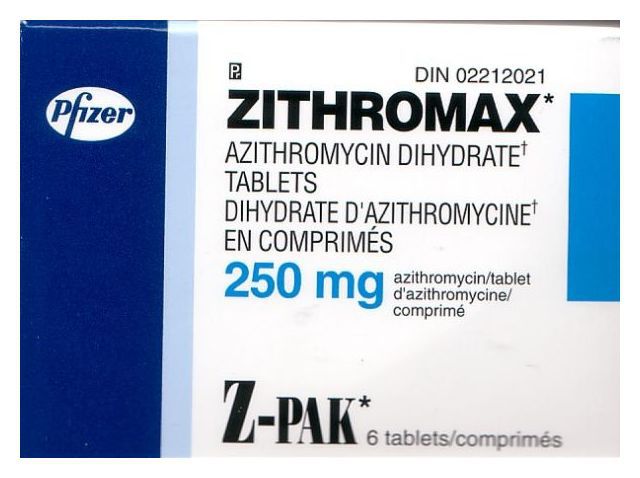 Pfizer
Pr
DIN 02212021
ZITHROMAX*
AZITHROMYCIN DIHYDRATE†
TABLETS
DIHYDRATE D'AZITHROMYCINE†
EN COMPRIMÉS
250 mg azithromycin/tablet
d'azithromycine/
comprimé
Z-PAK* 6 tablets/comprimés